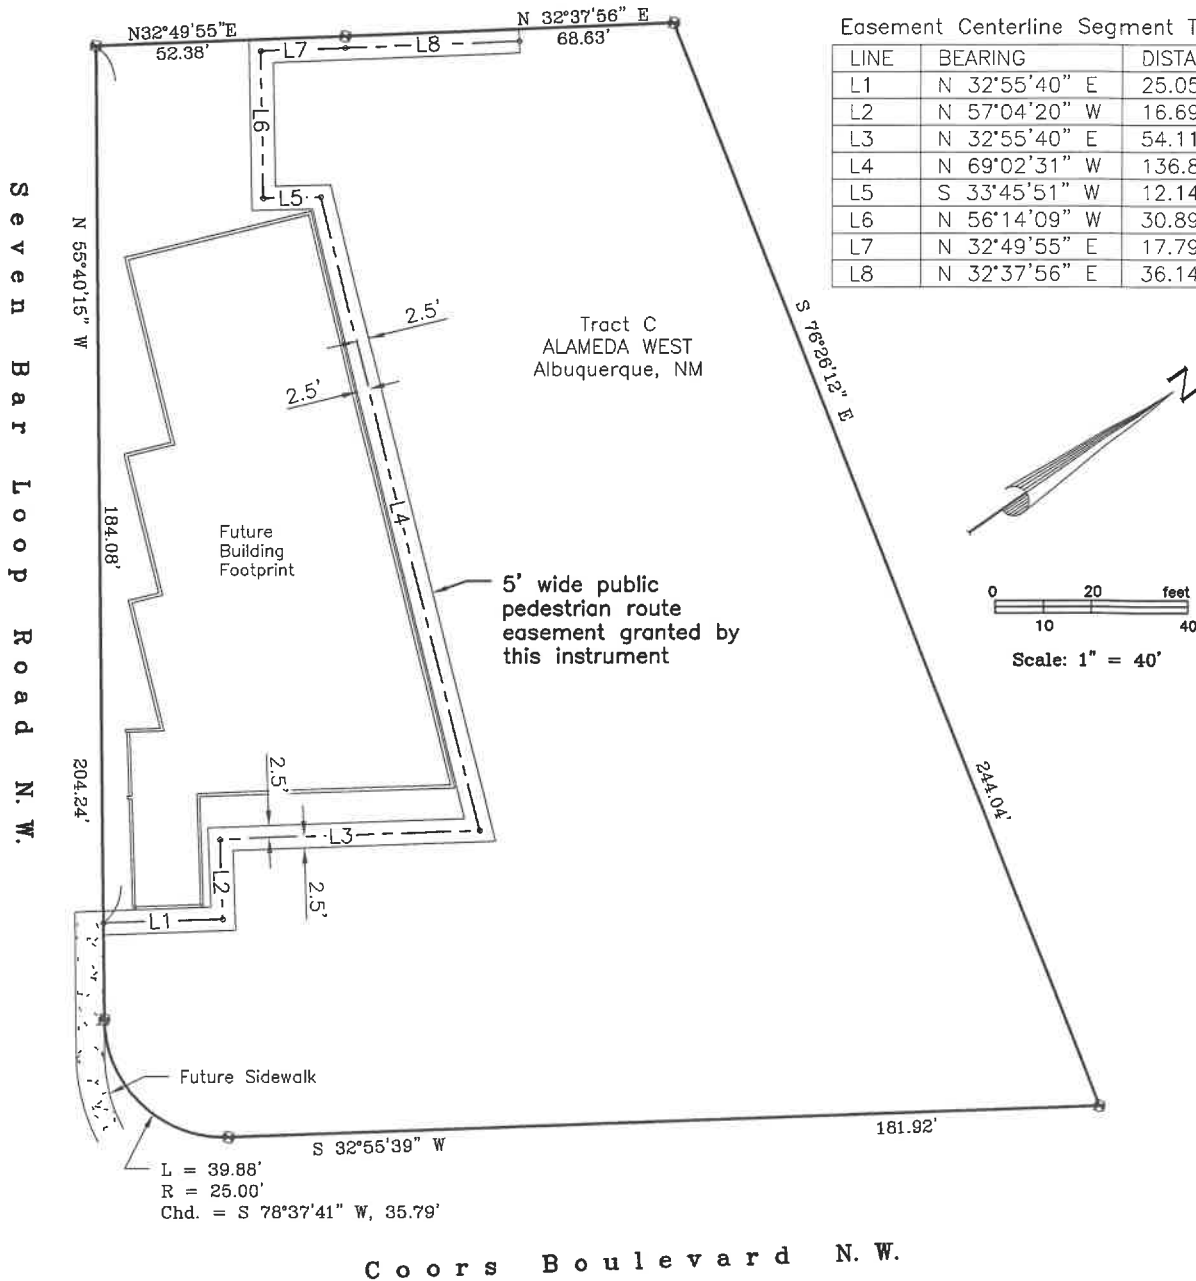 N32°49'55"E
52.38'
N 32°37'56" E
68.63'
L7
L8
L6
L5
Easement Centerline Segment T
LINE BEARING DISTA
L1 N 32°55'40" E 25.05
L2 N 57°04'20" W 16.69
L3 N 32°55'40" E 54.11
L4 N 69°02'31" W 136.8
L5 S 33°45'51" W 12.14
L6 N 56°14'09" W 30.89
L7 N 32°49'55" E 17.79
L8 N 32°37'56" E 36.14
Seven Bar Loop Road N.W.
N 55°40'15" W
184.08'
204.24'
2.5'
2.5'
Tract C
ALAMEDA WEST
Albuquerque, NM
S 76°26'12" E
244.04'
N
0 20 feet
10 40
Scale: 1" = 40'
L4
Future
Building
Footprint
5' wide public
pedestrian route
easement granted by
this instrument
2.5'
L3
2.5'
L2
L1
Future Sidewalk
S 32°55'39" W
181.92'
L = 39.88'
R = 25.00'
Chd. = S 78°37'41" W, 35.79'
Coors Boulevard N.W.